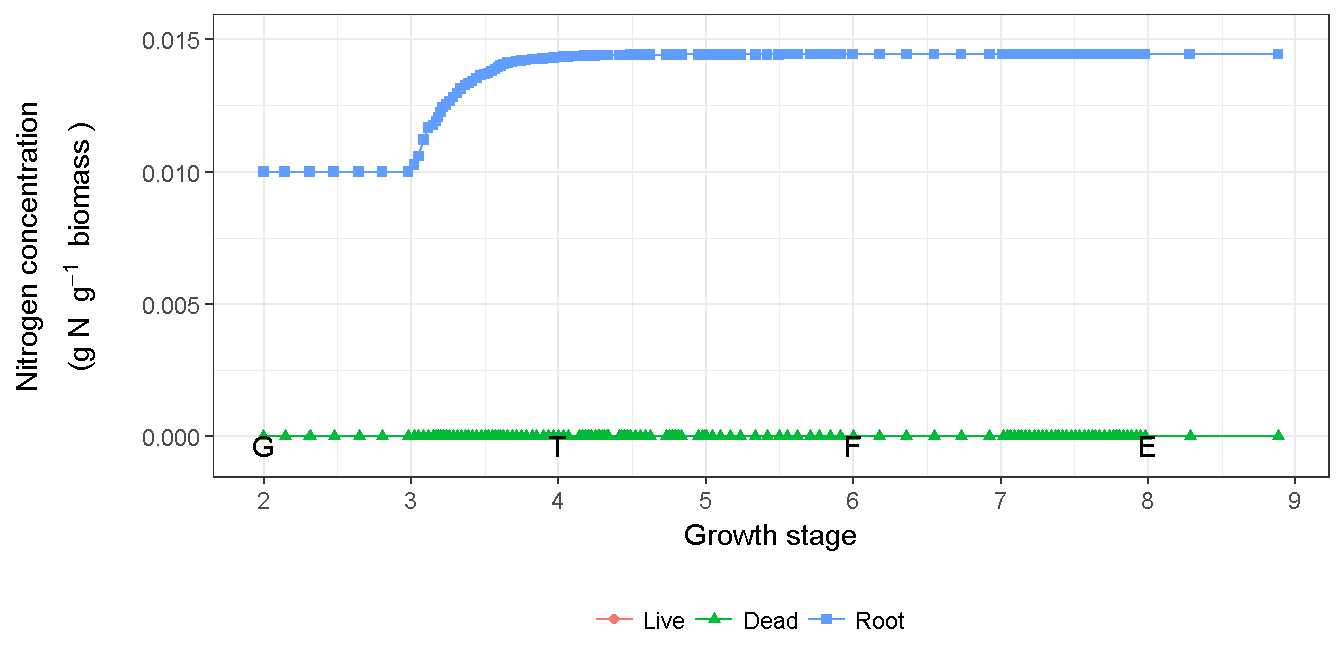 Nitrogen concentration
(g N g⁻¹ biomass )
0.015
0.010
0.005
0.000
G T F E
2 3 4 5 6 7 8 9
Growth stage
Live Dead Root